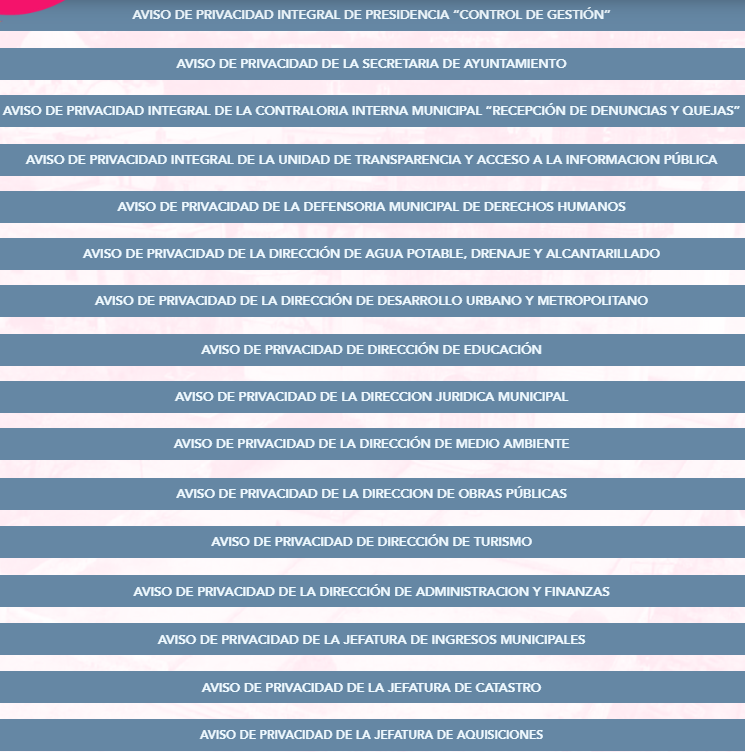 AVISO DE PRIVACIDAD INTEGRAL DE PRESIDENCIA “CONTROL DE GESTIÓN”
AVISO DE PRIVACIDAD DE LA SECRETARIA DE AYUNTAMIENTO
AVISO DE PRIVACIDAD INTEGRAL DE LA CONTRALORIA INTERNA MUNICIPAL “RECEPCIÓN DE DENUNCIAS Y QUEJAS”
AVISO DE PRIVACIDAD INTEGRAL DE LA UNIDAD DE TRANSPARENCIA Y ACCESO A LA INFORMACION PÚBLICA
AVISO DE PRIVACIDAD DE LA DEFENSORIA MUNICIPAL DE DERECHOS HUMANOS
AVISO DE PRIVACIDAD DE LA DIRECCIÓN DE AGUA POTABLE, DRENAJE Y ALCANTARILLADO
AVISO DE PRIVACIDAD DE LA DIRECCIÓN DE DESARROLLO URBANO Y METROPOLITANO
AVISO DE PRIVACIDAD DE DIRECCIÓN DE EDUCACIÓN
AVISO DE PRIVACIDAD DE LA DIRECCION JURIDICA MUNICIPAL
AVISO DE PRIVACIDAD DE LA DIRECCIÓN DE MEDIO AMBIENTE
AVISO DE PRIVACIDAD DE LA DIRECCION DE OBRAS PÚBLICAS
AVISO DE PRIVACIDAD DE DIRECCIÓN DE TURISMO
AVISO DE PRIVACIDAD DE LA DIRECCIÓN DE ADMINISTRACION Y FINANZAS
AVISO DE PRIVACIDAD DE LA JEFATURA DE INGRESOS MUNICIPALES
AVISO DE PRIVACIDAD DE LA JEFATURA DE CATASTRO
AVISO DE PRIVACIDAD DE LA JEFATURA DE AQUISICIONES